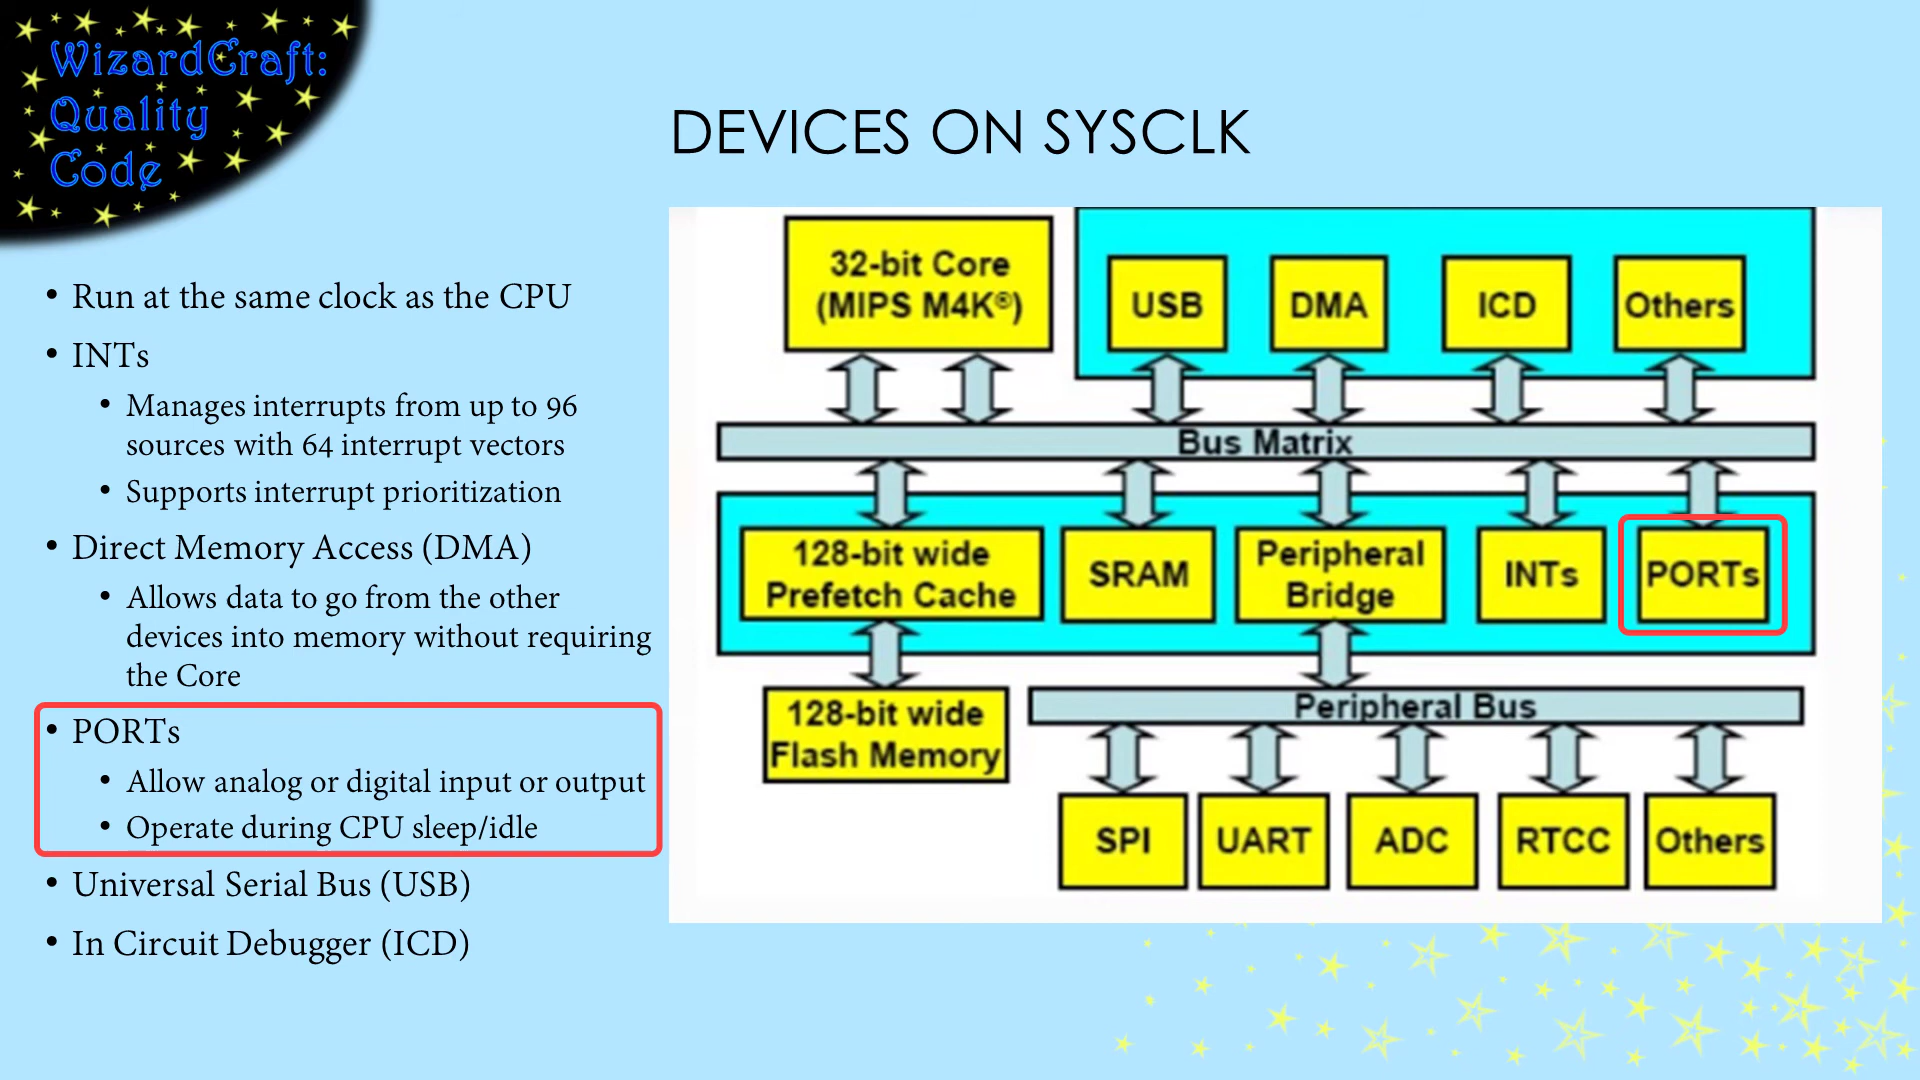 WizardCraft:
Quality
Code
DEVICES ON SYSCLK
• Run at the same clock as the CPU
• INTs
• Manages interrupts from up to 96
sources with 64 interrupt vectors
• Supports interrupt prioritization
• Direct Memory Access (DMA)
• Allows data to go from the other
devices into memory without requiring
the Core
• PORTs
• Allow analog or digital input or output
• Operate during CPU sleep/idle
• Universal Serial Bus (USB)
• In Circuit Debugger (ICD)
32-bit Core
(MIPS M4K®)
USB
DMA
ICD
Others
Bus Matrix
128-bit wide
Prefetch Cache
SRAM
Peripheral
Bridge
INTs
PORTs
128-bit wide
Flash Memory
Peripheral Bus
SPI
UART
ADC
RTCC
Others